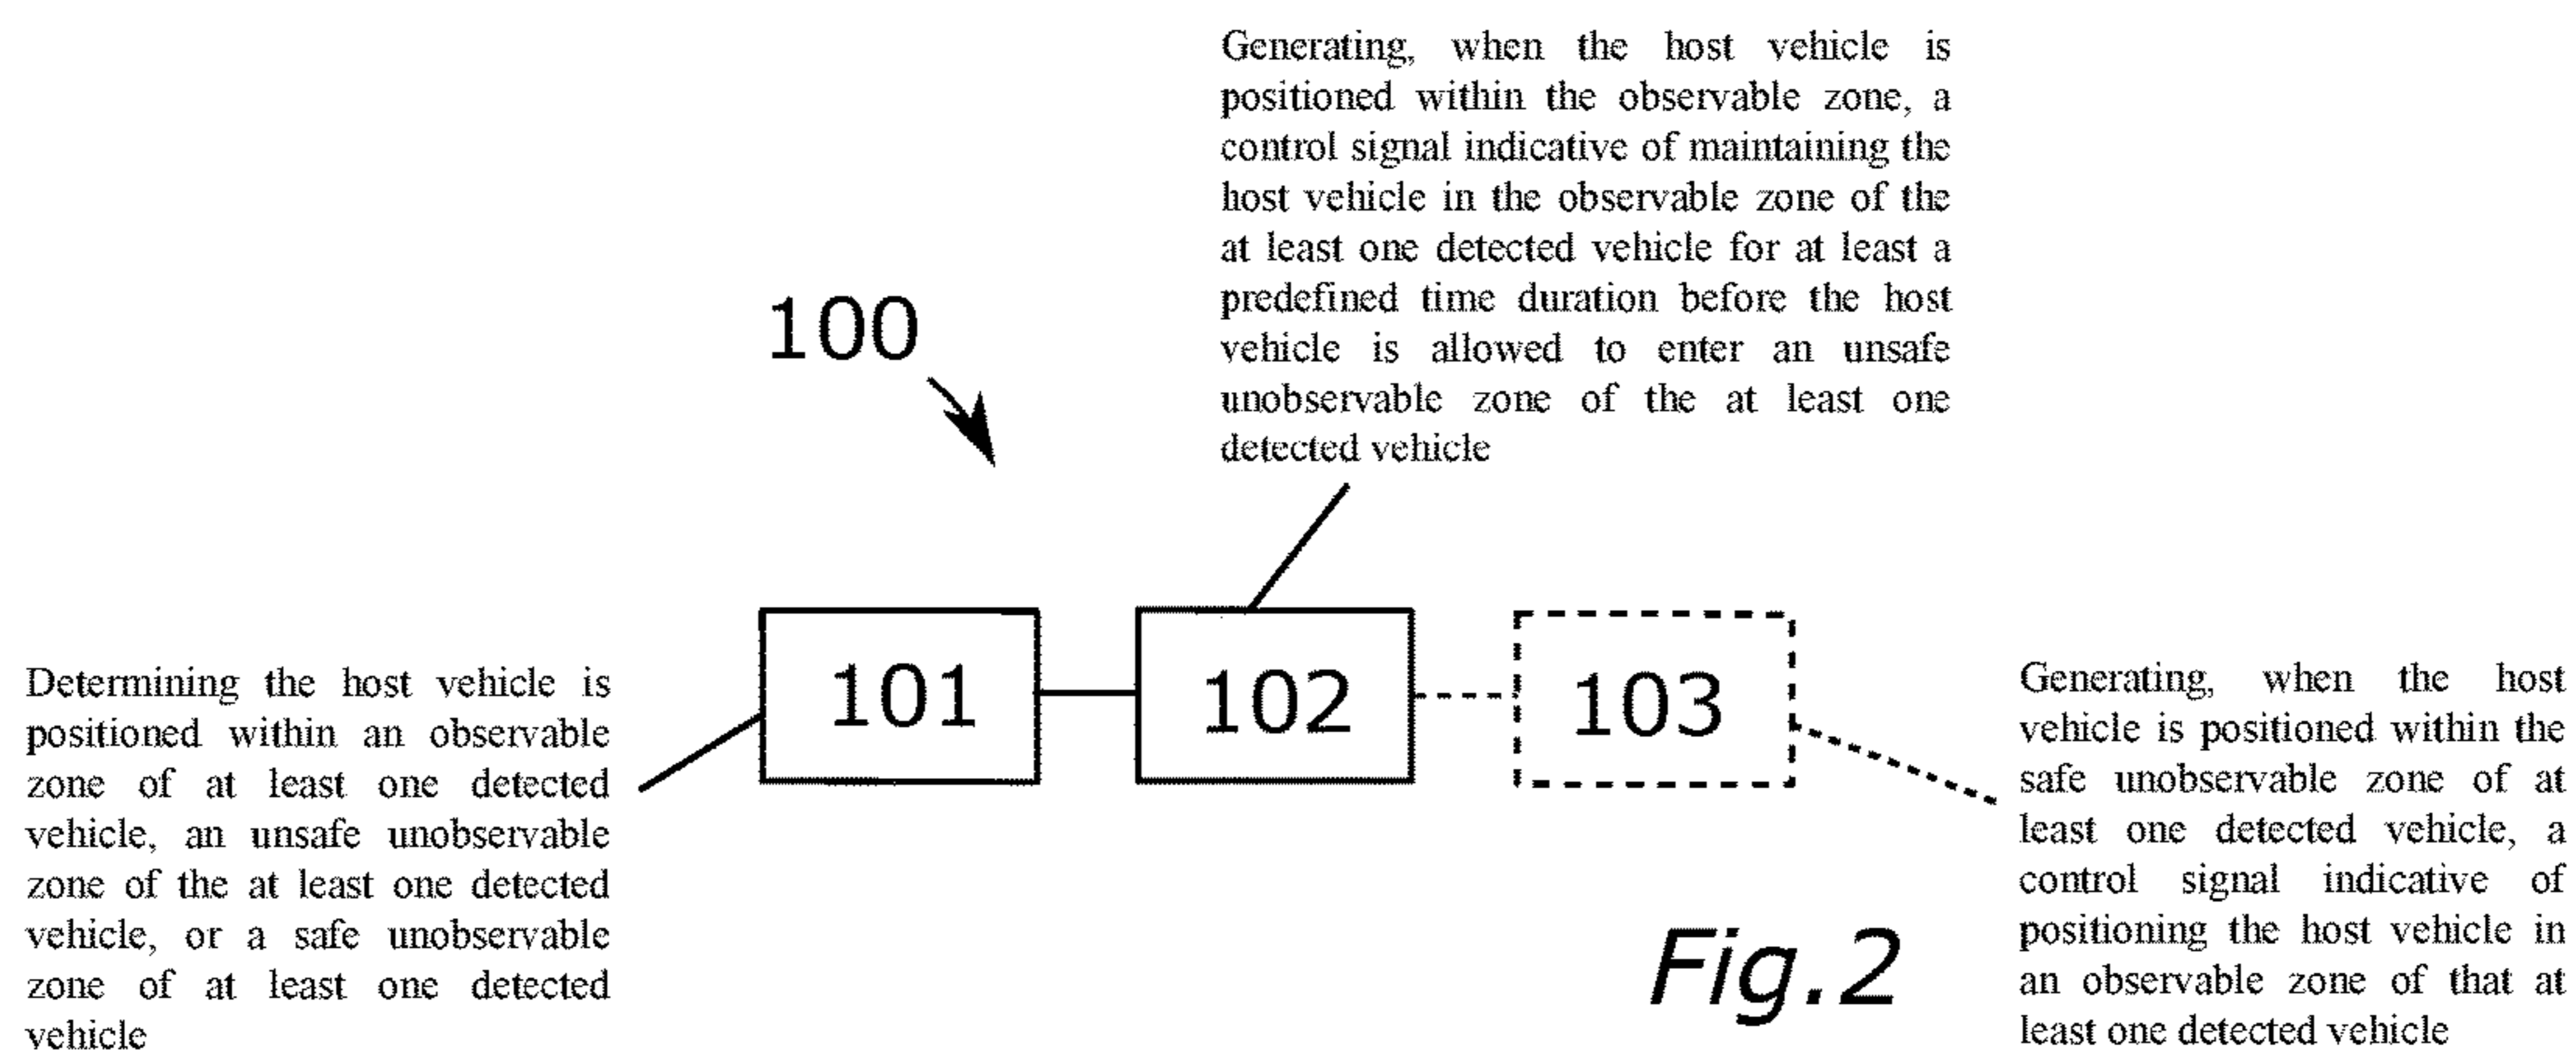 Generating, when the host vehicle is
positioned within the observable zone, a
control signal indicative of maintaining the
host vehicle in the observable zone of the
at least one detected vehicle for at least a
predefined time duration before the host
vehicle is allowed to enter an unsafe
unobservable zone of the at least one
detected vehicle
100
101
102
103
Determining the host vehicle is
positioned within an observable
zone of at least one detected
vehicle, an unsafe unobservable
zone of the at least one detected
vehicle, or a safe unobservable
zone of at least one detected
vehicle
Generating, when the host
vehicle is positioned within the
safe unobservable zone of at
least one detected vehicle, a
control signal indicative of
positioning the host vehicle in
an observable zone of that at
least one detected vehicle
Fig.2